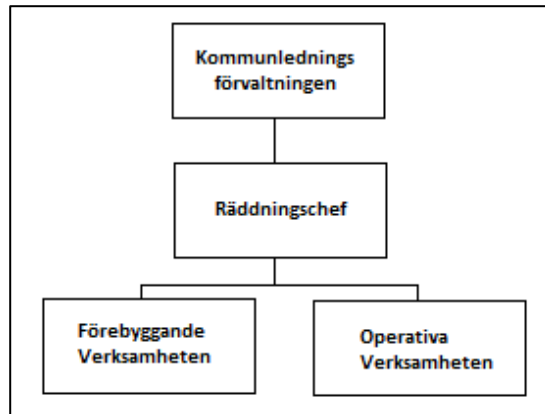 Kommunlednings
förvaltningen
Räddningschef
Förebyggande
Verksamheten
Operativa
Verksamheten